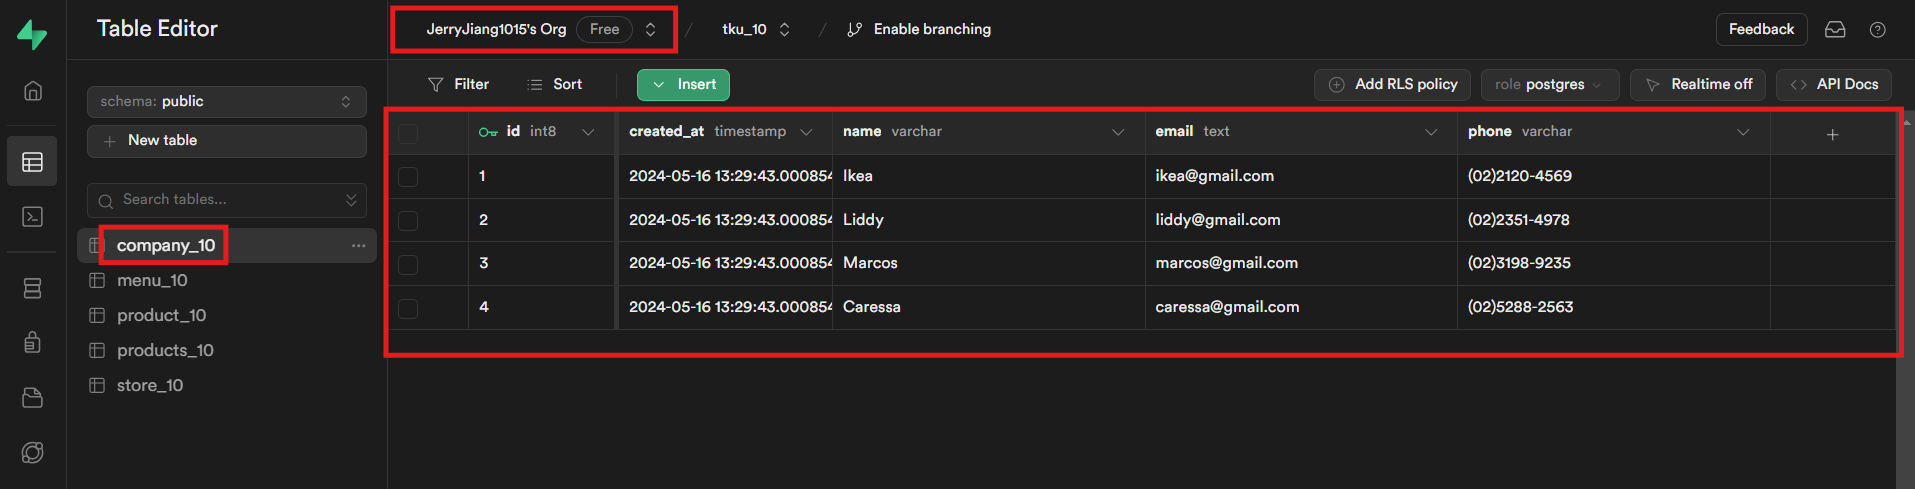 Table Editor
JerryJiang1015's Org Free / tku_10 / Enable branching
Feedback
schema: public
New table
Search tables...
company_10
menu_10
product_10
products_10
store_10
Filter Sort Insert
Add RLS policy role postgres Realtime off API Docs
id int8 created_at timestamp name varchar email text phone varchar
1 2024-05-16 13:29:43.000854 Ikea ikea@gmail.com (02)2120-4569
2 2024-05-16 13:29:43.000854 Liddy liddy@gmail.com (02)2351-4978
3 2024-05-16 13:29:43.000854 Marcos marcos@gmail.com (02)3198-9235
4 2024-05-16 13:29:43.000854 Caressa caressa@gmail.com (02)5288-2563